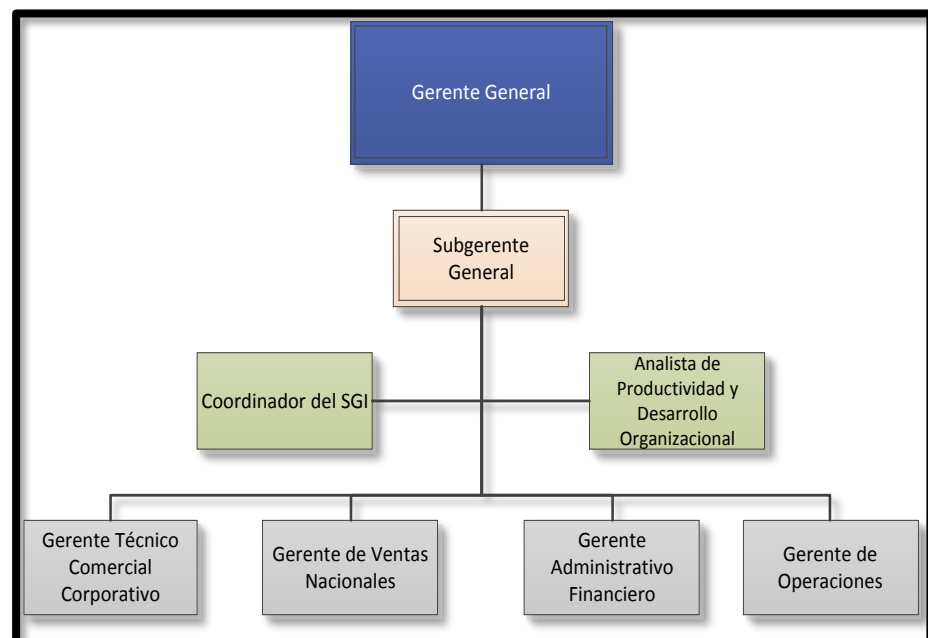 Gerente General
Subgerente
General
Coordinador del SGI
Analista de
Productividad y
Desarrollo
Organizacional
Gerente Técnico
Comercial
Corporativo
Gerente de Ventas
Nacionales
Gerente
Administrativo
Financiero
Gerente de
Operaciones